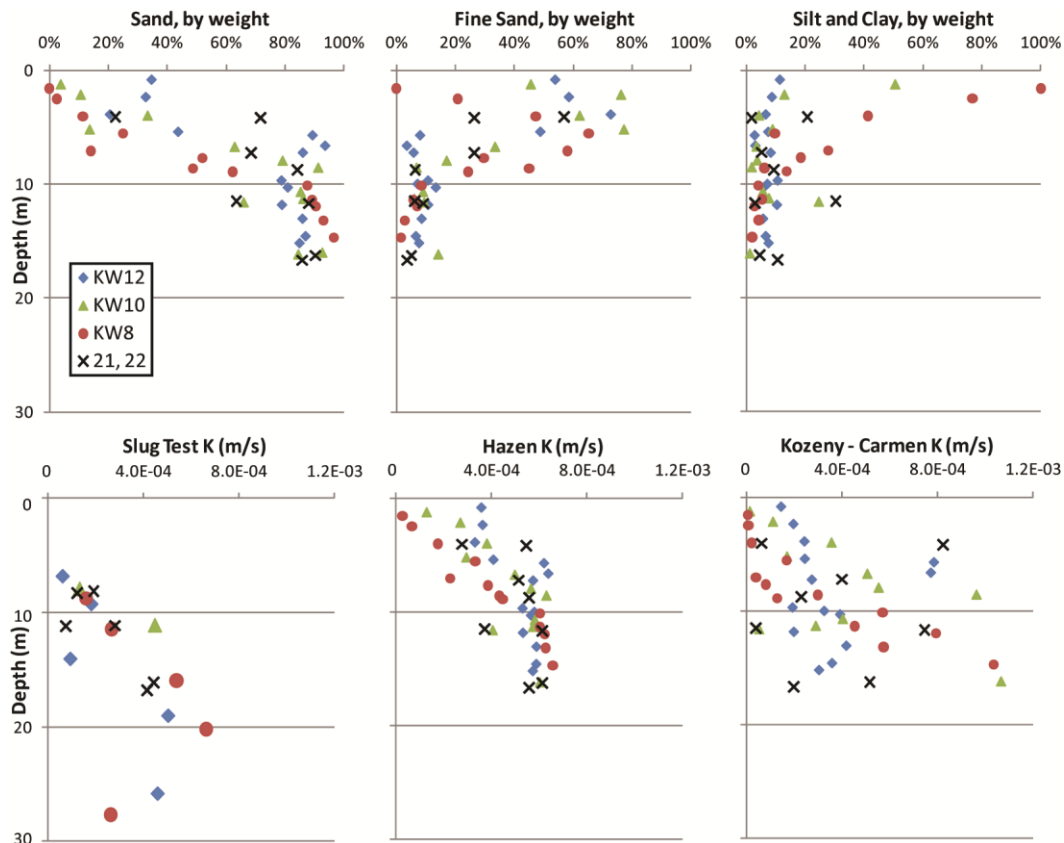 Sand, by weight
0% 20% 40% 60% 80% 100%
0
10
20
30
Depth (m)
KW12
KW10
KW8
21, 22
Fine Sand, by weight
0% 20% 40% 60% 80% 100%
Silt and Clay, by weight
0% 20% 40% 60% 80% 100%
Slug Test K (m/s)
0 4.0E-04 8.0E-04 1.2E-03
0
10
20
30
Depth (m)
Hazen K (m/s)
0 4.0E-04 8.0E-04 1.2E-03
Kozeny - Carmen K (m/s)
0 4.0E-04 8.0E-04 1.2E-03